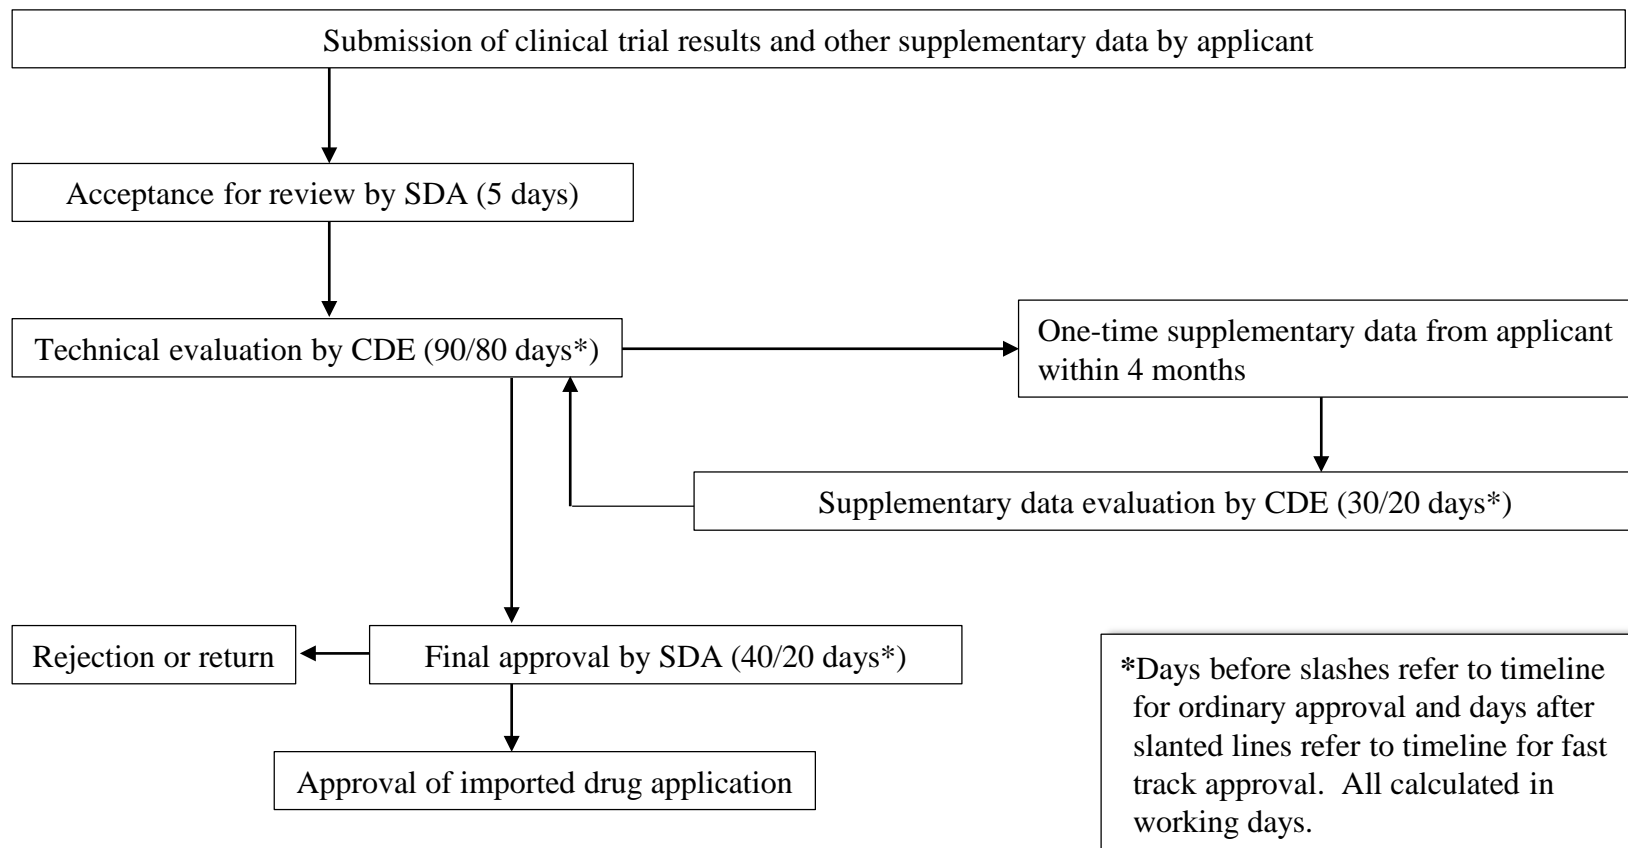 Submission of clinical trial results and other supplementary data by applicant
Acceptance for review by SDA (5 days)
Technical evaluation by CDE (90/80 days*)
One-time supplementary data from applicant
within 4 months
Supplementary data evaluation by CDE (30/20 days*)
Rejection or return
Final approval by SDA (40/20 days*)
Approval of imported drug application
*Days before slashes refer to timeline
for ordinary approval and days after
slanted lines refer to timeline for fast
track approval.  All calculated in
working days.